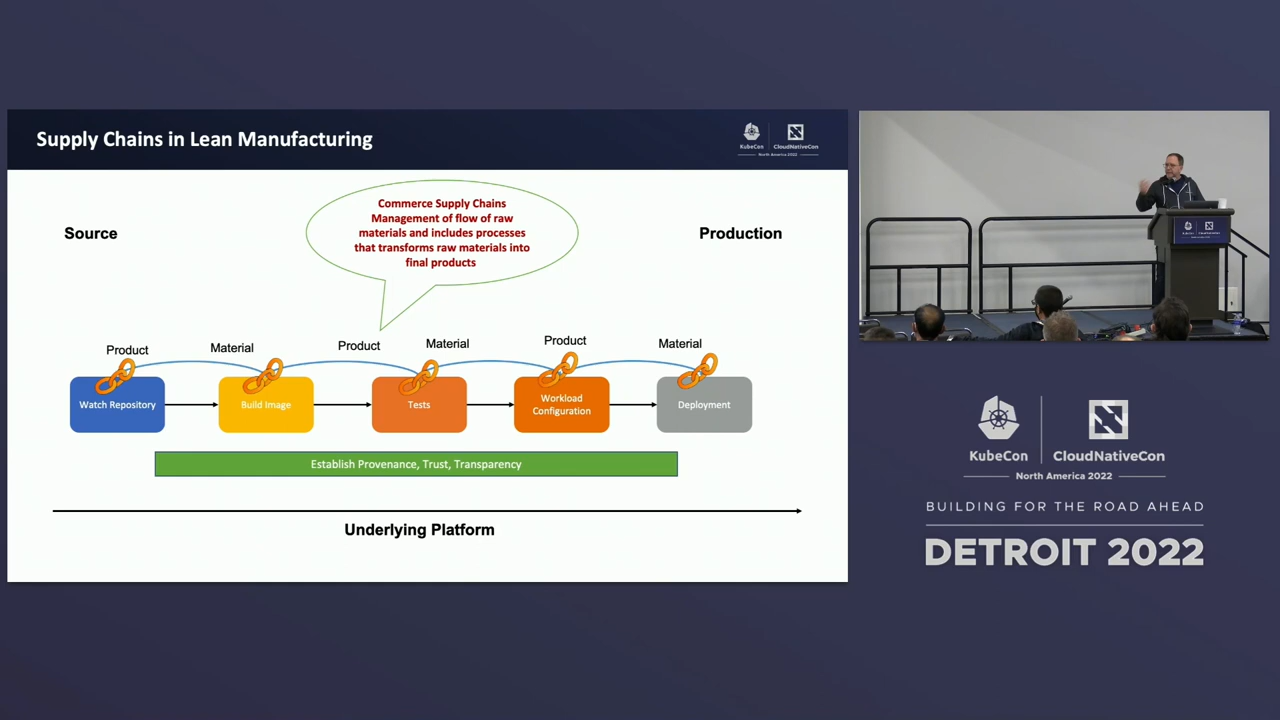 Supply Chains in Lean Manufacturing
KubeCon
CloudNativeCon
North America 2022
Commerce Supply Chains
Management of flow of raw
materials and includes processes
that transforms raw materials into
final products
Source
Production
Product
Material
Product
Material
Product
Material
Watch Repository
Build Image
Tests
Workload
Configuration
Deployment
Establish Provenance, Trust, Transparency
Underlying Platform
KubeCon
CloudNativeCon
North America 2022
BUILDING FOR THE ROAD AHEAD
DETROIT 2022